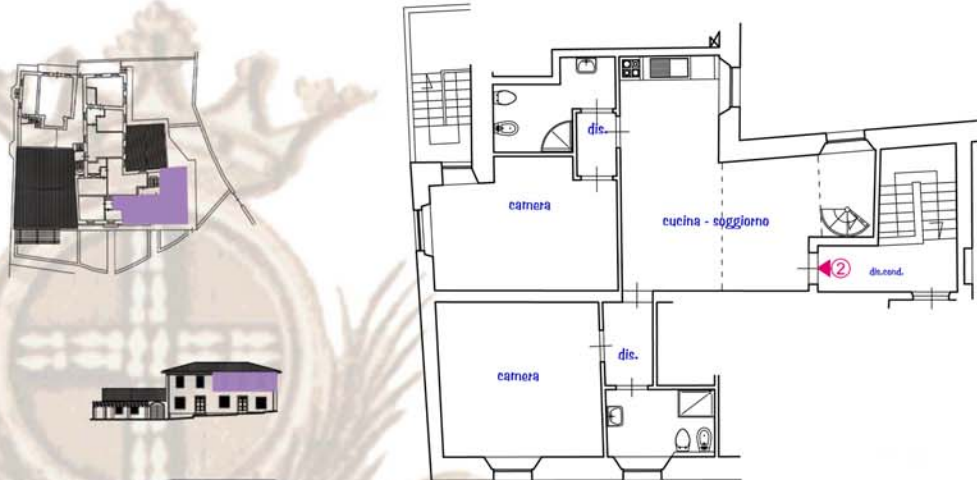 dis.
camera
cucina - soggiorno
2
dis.cond.
dis.
camera